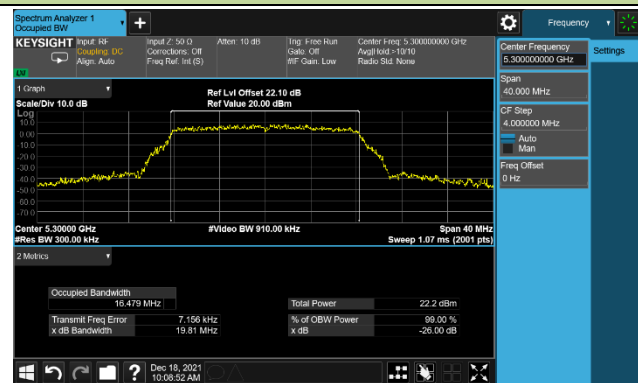 Spectrum Analyzer 1
Occupied BW
Frequency
KEYSIGHT
Input: RF
Coupling: DC
Align: Auto
Input Z: 50 Ω
Corrections: Off
Freq Ref: Int (S)
Atten: 10 dB
Trig: Free Run
Gate: Off
#IF Gain: Low
Center Freq: 5.300000000 GHz
Avg|Hold:>10/10
Radio Std: None
Center Frequency
5.300000000 GHz
Settings
Span
40.000 MHz
CF Step
4.000000 MHz
Auto
Man
Freq Offset
0 Hz
1 Graph
Scale/Div 10.0 dB
Ref Lvl Offset 22.10 dB
Ref Value 20.00 dBm
Log
10.0
0.00
-10.0
-20.0
-30.0
-40.0
-50.0
-60.0
-70.0
Center 5.30000 GHz
#Video BW 910.00 kHz
Span 40 MHz
#Res BW 300.00 kHz
Sweep 1.07 ms (2001 pts)
2 Metrics
Occupied Bandwidth
16.479 MHz
Total Power 22.2 dBm
Transmit Freq Error 7.156 kHz
% of OBW Power 99.00 %
x dB Bandwidth 19.81 MHz
x dB -26.00 dB
Dec 18, 2021
10:08:52 AM